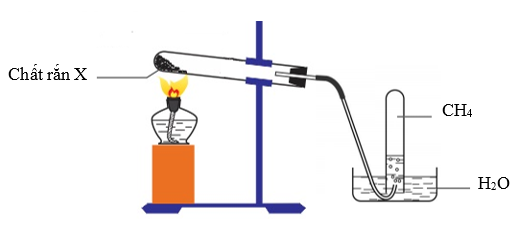 Chất rắn X
CH₄
H₂O